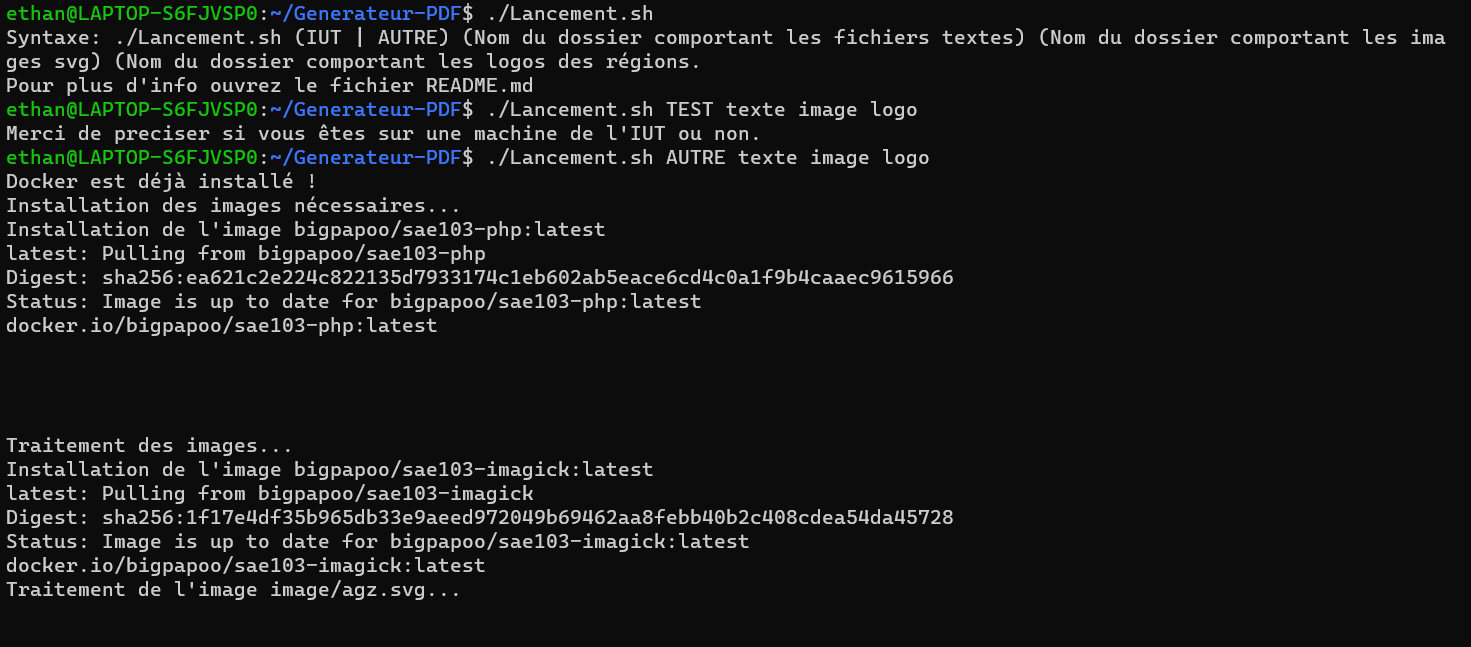 ethan@LAPTOP-S6FJVSP0:~/Generateur-PDF$ ./Lancement.sh
Syntaxe: ./Lancement.sh (IUT | AUTRE) (Nom du dossier comportant les fichiers textes) (Nom du dossier comportant les ima
ges svg) (Nom du dossier comportant les logos des régions.
Pour plus d'info ouvrez le fichier README.md
ethan@LAPTOP-S6FJVSP0:~/Generateur-PDF$ ./Lancement.sh TEST texte image logo
Merci de preciser si vous êtes sur une machine de l'IUT ou non.
ethan@LAPTOP-S6FJVSP0:~/Generateur-PDF$ ./Lancement.sh AUTRE texte image logo
Docker est déjà installé !
Installation des images nécessaires...
Installation de l'image bigpapoo/sae103-php:latest
latest: Pulling from bigpapoo/sae103-php
Digest: sha256:ea621c2e224c822135d7933174c1eb602ab5eace6cd4c0a1f9b4caaec9615966
Status: Image is up to date for bigpapoo/sae103-php:latest
docker.io/bigpapoo/sae103-php:latest
Traitement des images...
Installation de l'image bigpapoo/sae103-imagick:latest
latest: Pulling from bigpapoo/sae103-imagick
Digest: sha256:1f17e4df35b965db33e9aeed972049b69462aa8febb40b2c408cdea54da45728
Status: Image is up to date for bigpapoo/sae103-imagick:latest
docker.io/bigpapoo/sae103-imagick:latest
Traitement de l'image image/agz.svg...